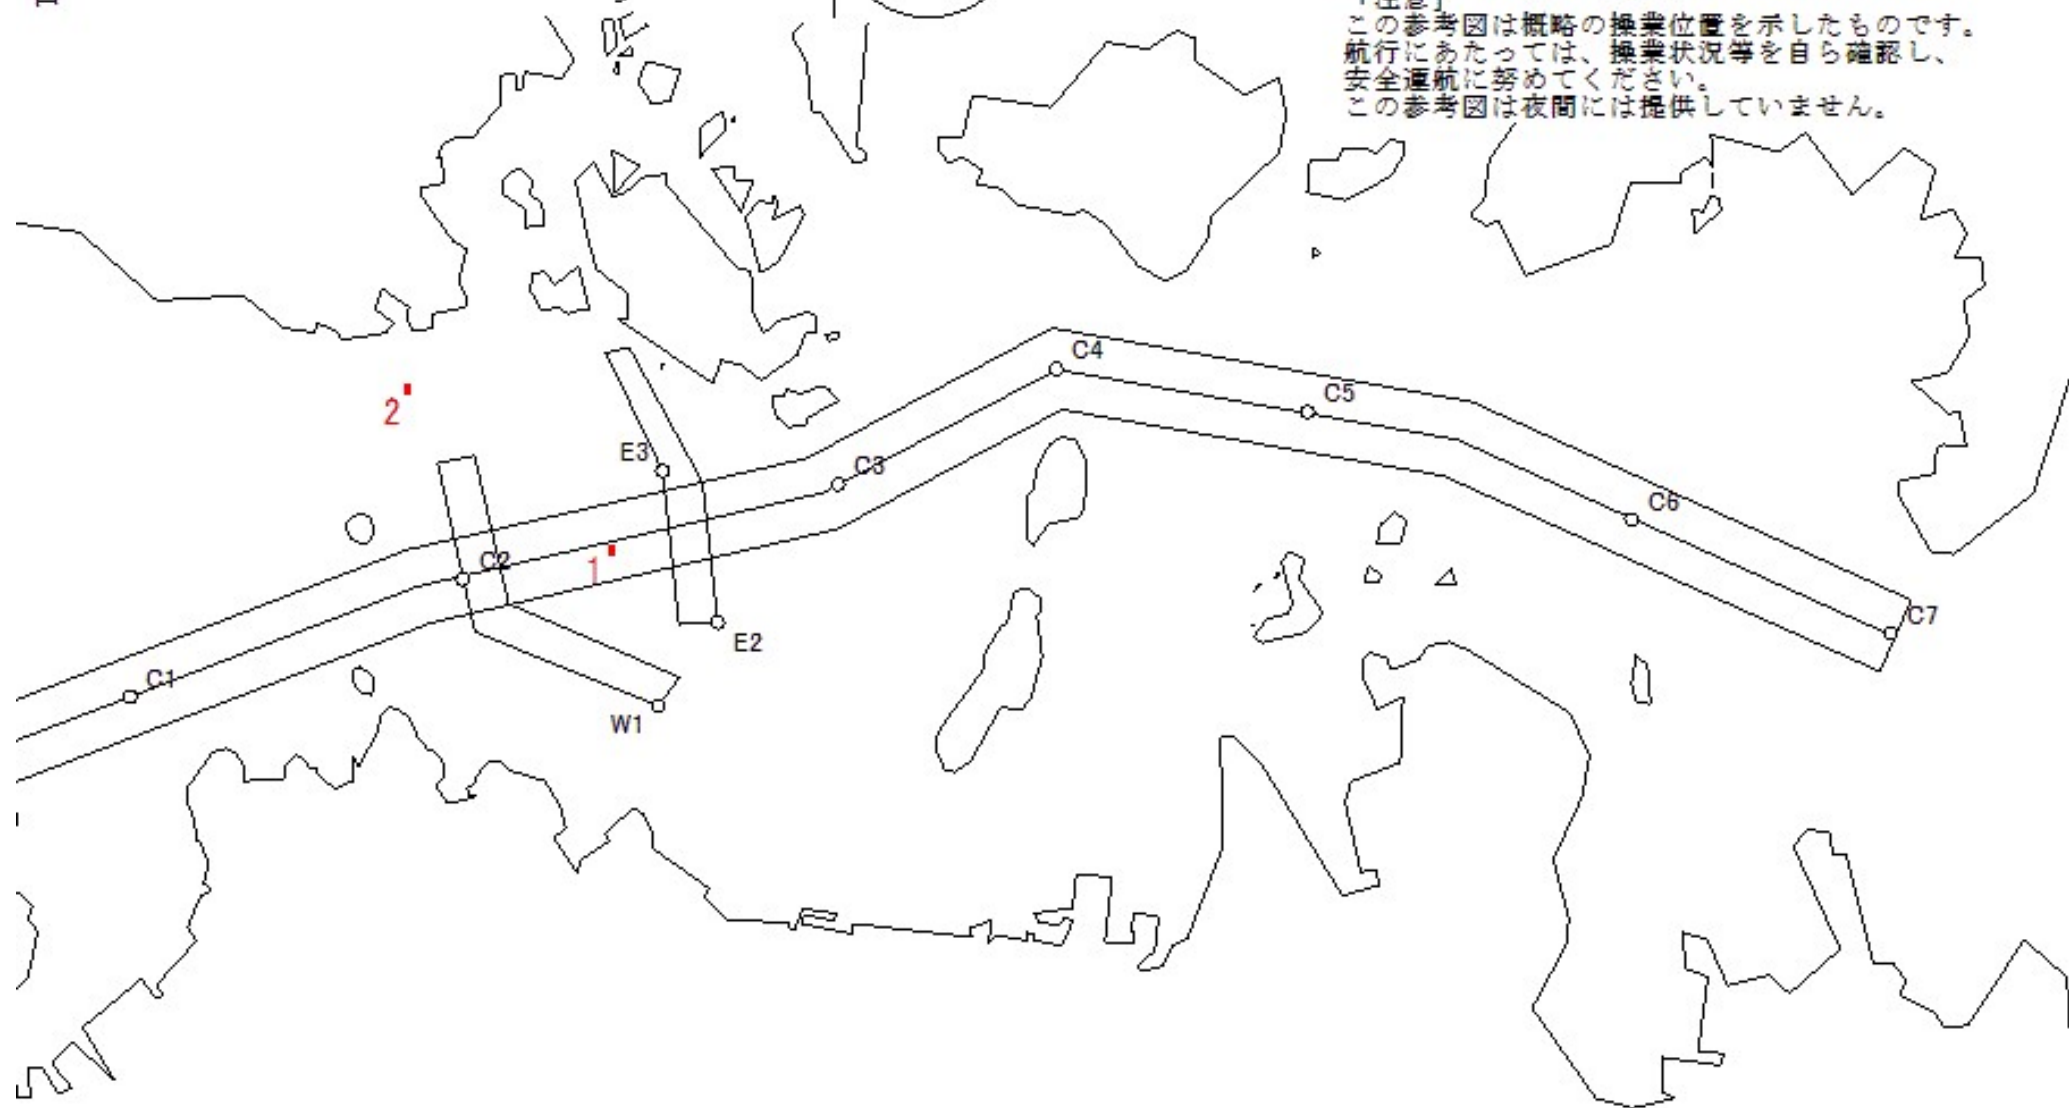 「注意」
この参考図は概略の操業位置を示したものです。
航行にあたっては、操業状況等を自ら確認し、
安全運航に努めてください。
この参考図は夜間には提供していません。
C4
C5
2
E3
C3
C6
C2
1
C7
E2
C1
W1